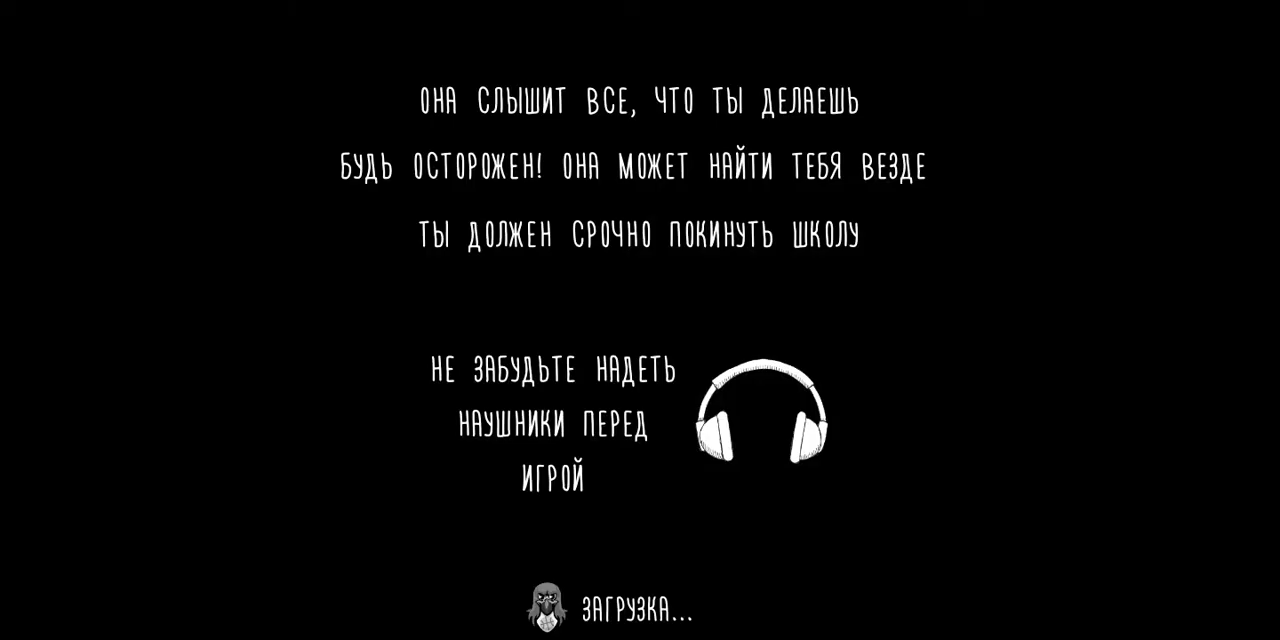 ОНА СЛЫШИТ ВСЕ, ЧТО ТЫ ДЕЛАЕШЬ
БУДЬ ОСТОРОЖЕН! ОНА МОЖЕТ НАЙТИ ТЕБЯ ВЕЗДЕ
ТЫ ДОЛЖЕН СРОЧНО ПОКИНУТЬ ШКОЛУ
НЕ ЗАБУДЬТЕ НАДЕТЬ
НАУШНИКИ ПЕРЕД
ИГРОЙ
ЗАГРУЗКА...